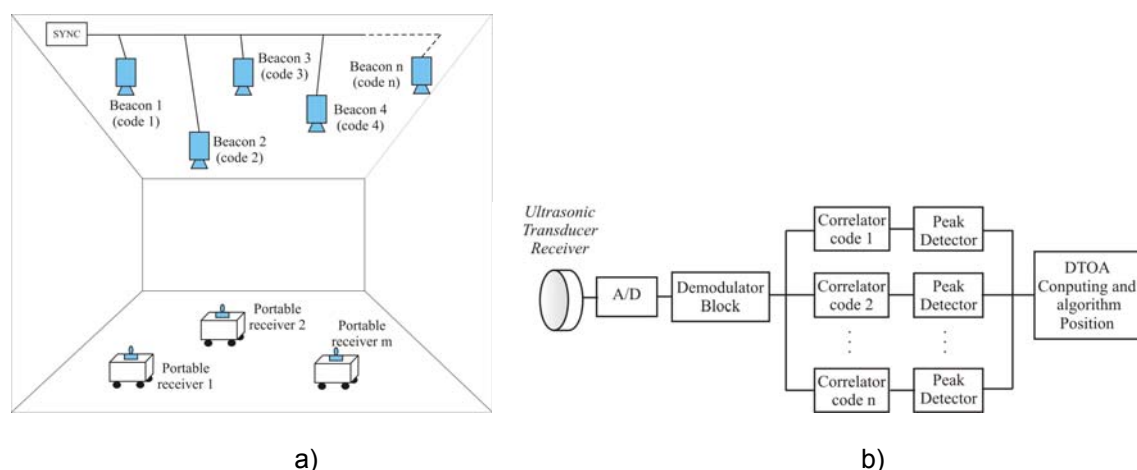 SYNC
Beacon 1
(code 1)
Beacon 2
(code 2)
Beacon 3
(code 3)
Beacon 4
(code 4)
Beacon n
(code n)
Portable
receiver 1
Portable
receiver 2
Portable
receiver m
a)
Ultrasonic
Transducer
Receiver
A/D
Demodulator
Block
Correlator
code 1
Peak
Detector
Correlator
code 2
Peak
Detector
Correlator
code n
Peak
Detector
DTOA
Conputing and
algorithm
Position
b)